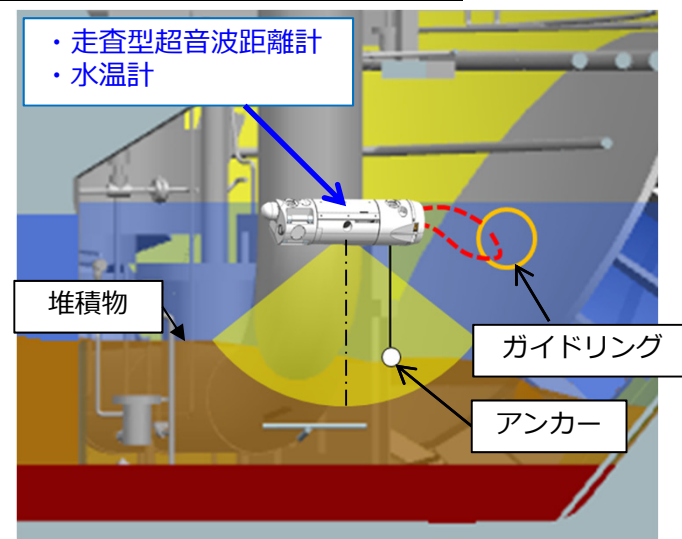 ・走査型超音波距離計
・水温計
堆積物
ガイドリング
アンカー